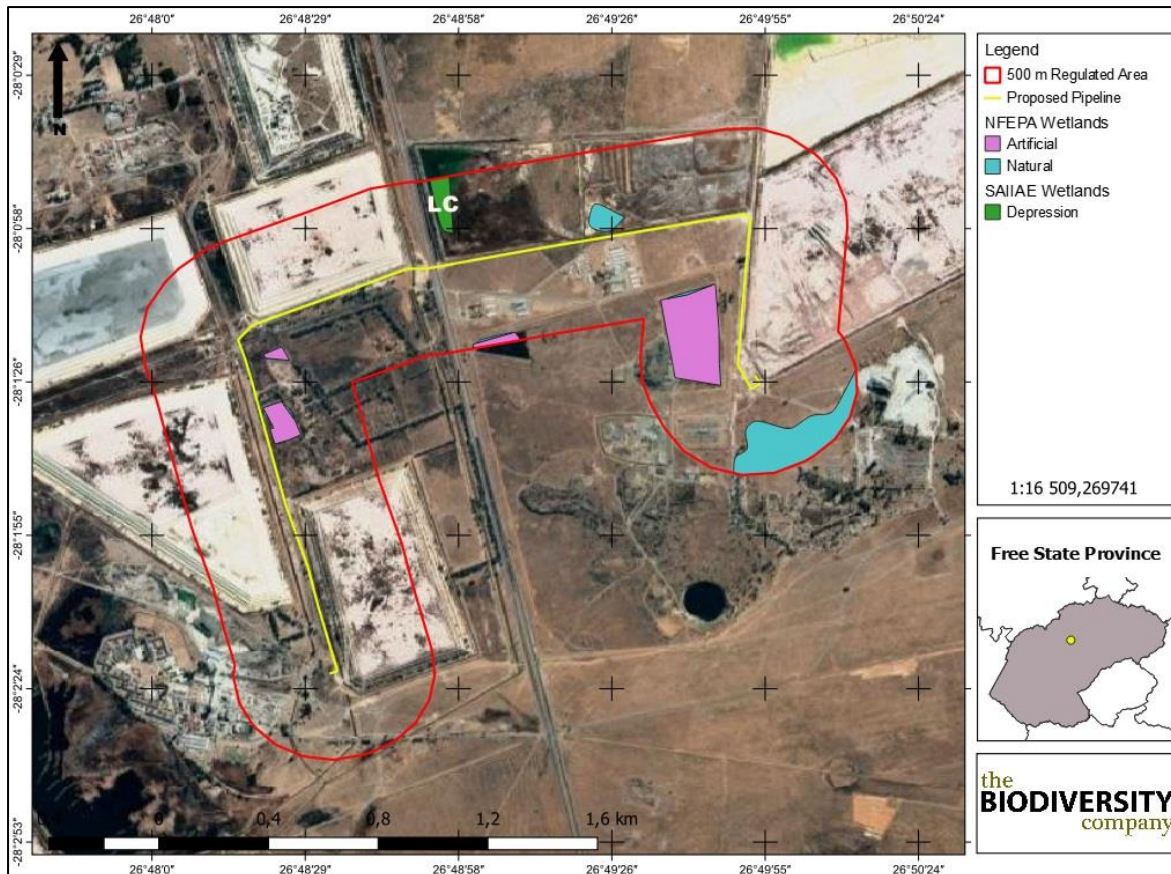 26°48'0" 26°48'29" 26°48'58" 26°49'26" 26°49'55" 26°50'24"
-28°0'29"
-28°0'58"
-28°1'26"
-28°1'55"
-28°2'24"
-28°2'53"
N
LC
0 0,4 0,8 1,2 1,6 km
26°48'0" 26°48'29" 26°48'58" 26°49'26" 26°49'55" 26°50'24"
Legend
500 m Regulated Area
Proposed Pipeline
NFEPA Wetlands
Artificial
Natural
SAIIAE Wetlands
Depression
1:16 509,269741
Free State Province
the
BIODIVERSITY
company